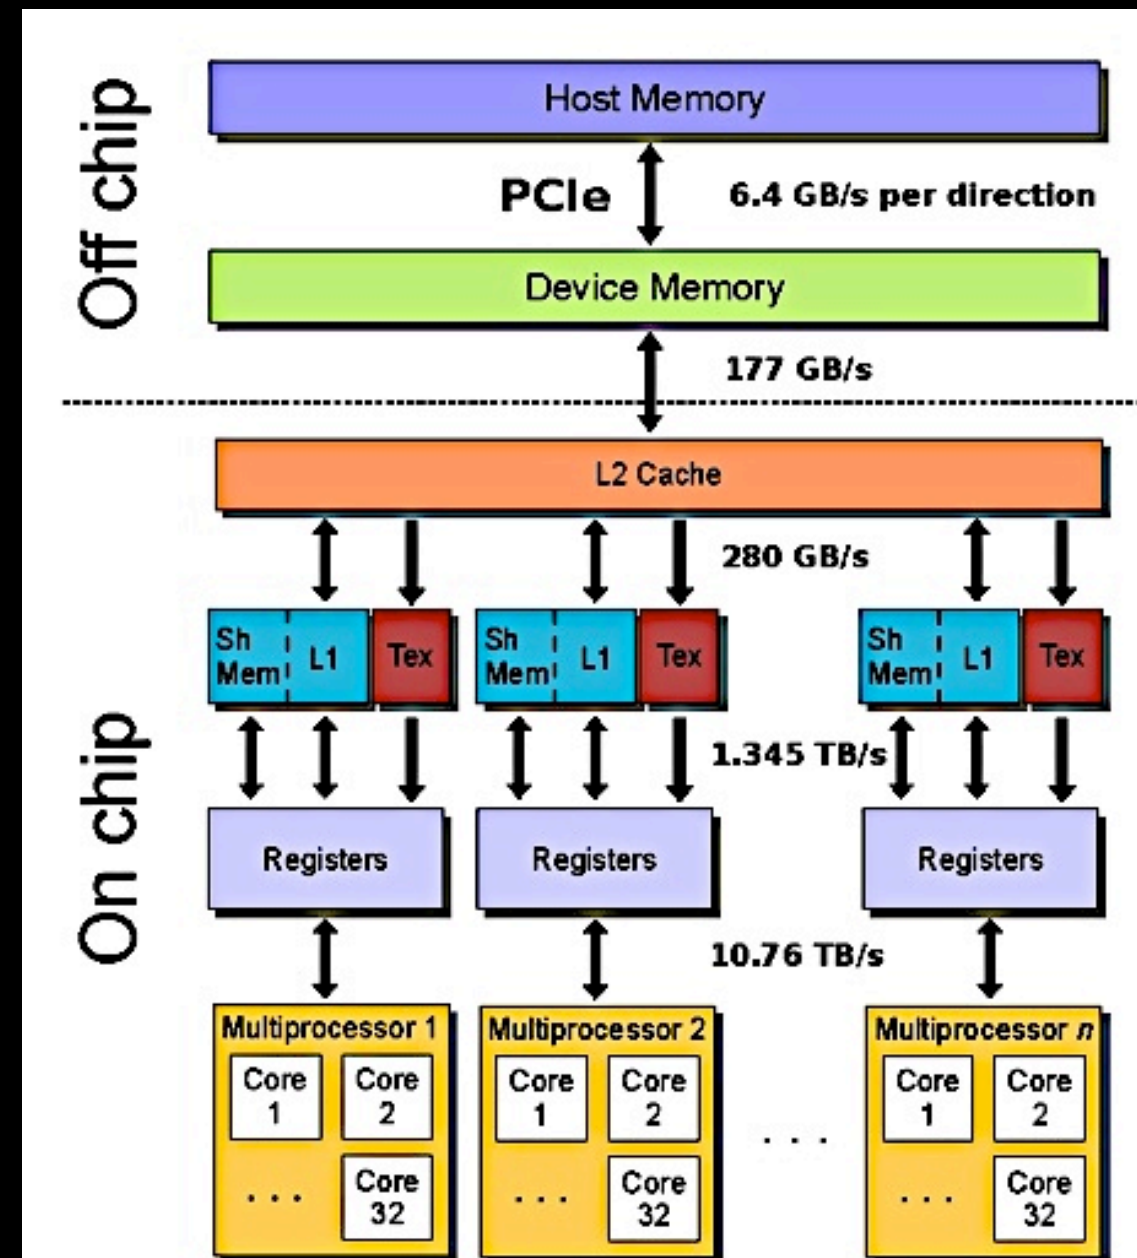 Off chip
Host Memory
PCIe 6.4 GB/s per direction
Device Memory
177 GB/s
On chip
L2 Cache
280 GB/s
Sh Mem L1 Tex
Sh Mem L1 Tex
Sh Mem L1 Tex
1.345 TB/s
Registers Registers Registers
10.76 TB/s
Multiprocessor 1
Core 1
Core 2
. . .
Core 32
Multiprocessor 2
Core 1
Core 2
. . .
Core 32
. . .
Multiprocessor n
Core 1
Core 2
. . .
Core 32